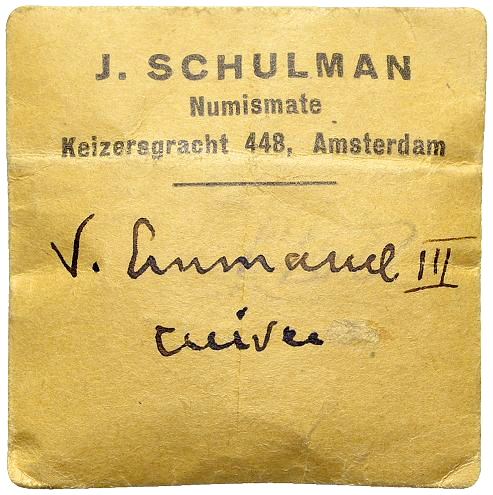 J. SCHULMAN
Numismate
Keizersgracht 448, Amsterdam
V. Emmanuel III
cuivre